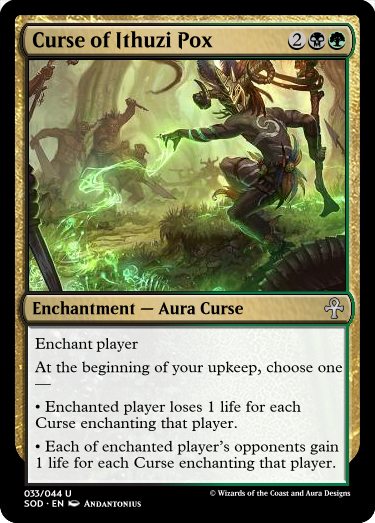 Curse of Ithuzi Pox 2
Enchantment — Aura Curse
Enchant player
At the beginning of your upkeep, choose one
—
• Enchanted player loses 1 life for each
Curse enchanting that player.
• Each of enchanted player's opponents gain
1 life for each Curse enchanting that player.
033/044 U
SOD • EN ANDANTONIUS
© Wizards of the Coast and Aura Designs